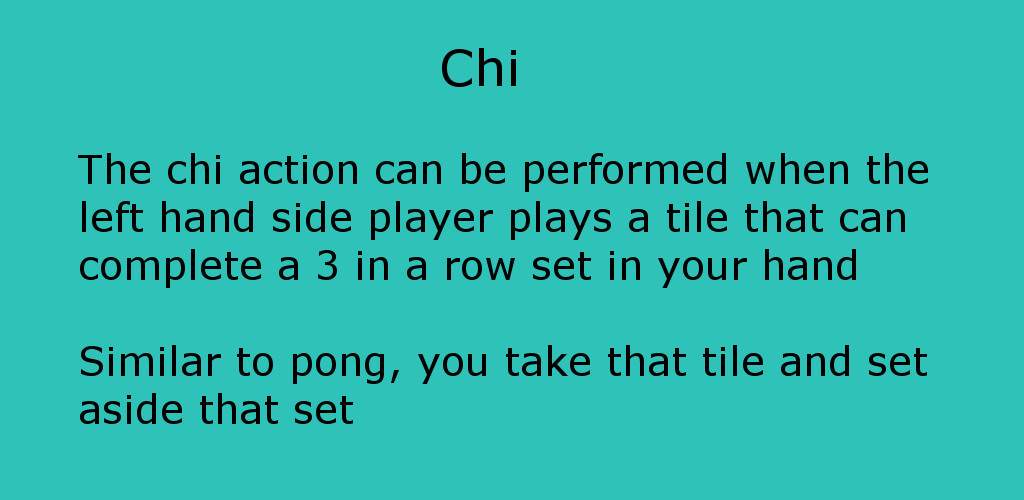 Chi
The chi action can be performed when the
left hand side player plays a tile that can
complete a 3 in a row set in your hand
Similar to pong, you take that tile and set
aside that set